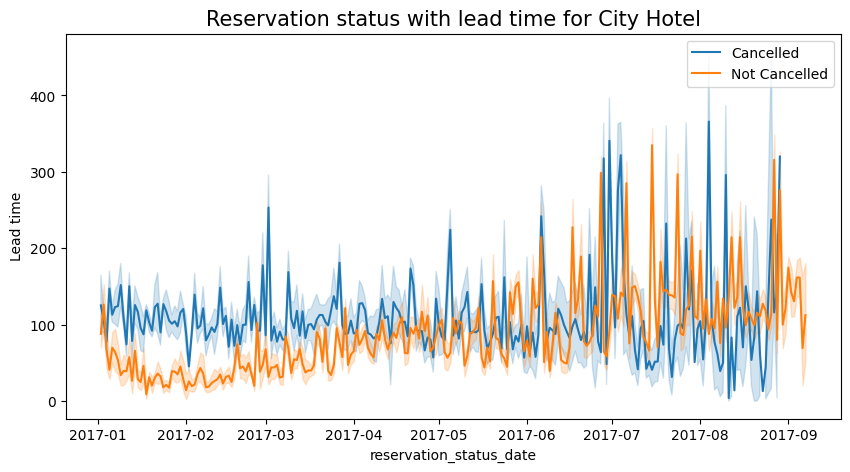 Reservation status with lead time for City Hotel
Cancelled
Not Cancelled
400
300
200
100
0
Lead time
2017-01
2017-02
2017-03
2017-04
2017-05
2017-06
2017-07
2017-08
2017-09
reservation_status_date